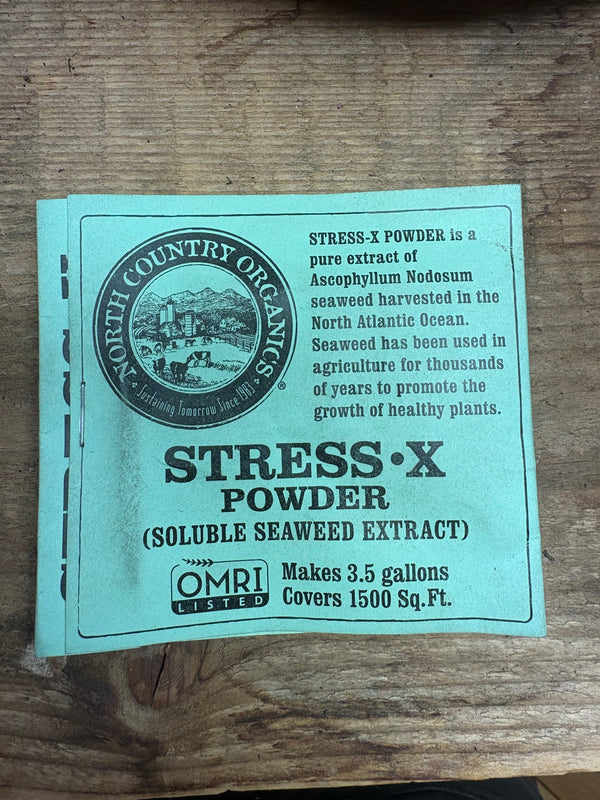 NORTH COUNTRY ORGANICS
Sustaining Tomorrow Since 1983
®
STRESS-X POWDER is a
pure extract of
Ascophyllum Nodosum
seaweed harvested in the
North Atlantic Ocean.
Seaweed has been used in
agriculture for thousands
of years to promote the
growth of healthy plants.
STRESS•X
POWDER
(SOLUBLE SEAWEED EXTRACT)
OMRI
LISTED
Makes 3.5 gallons
Covers 1500 Sq.Ft.